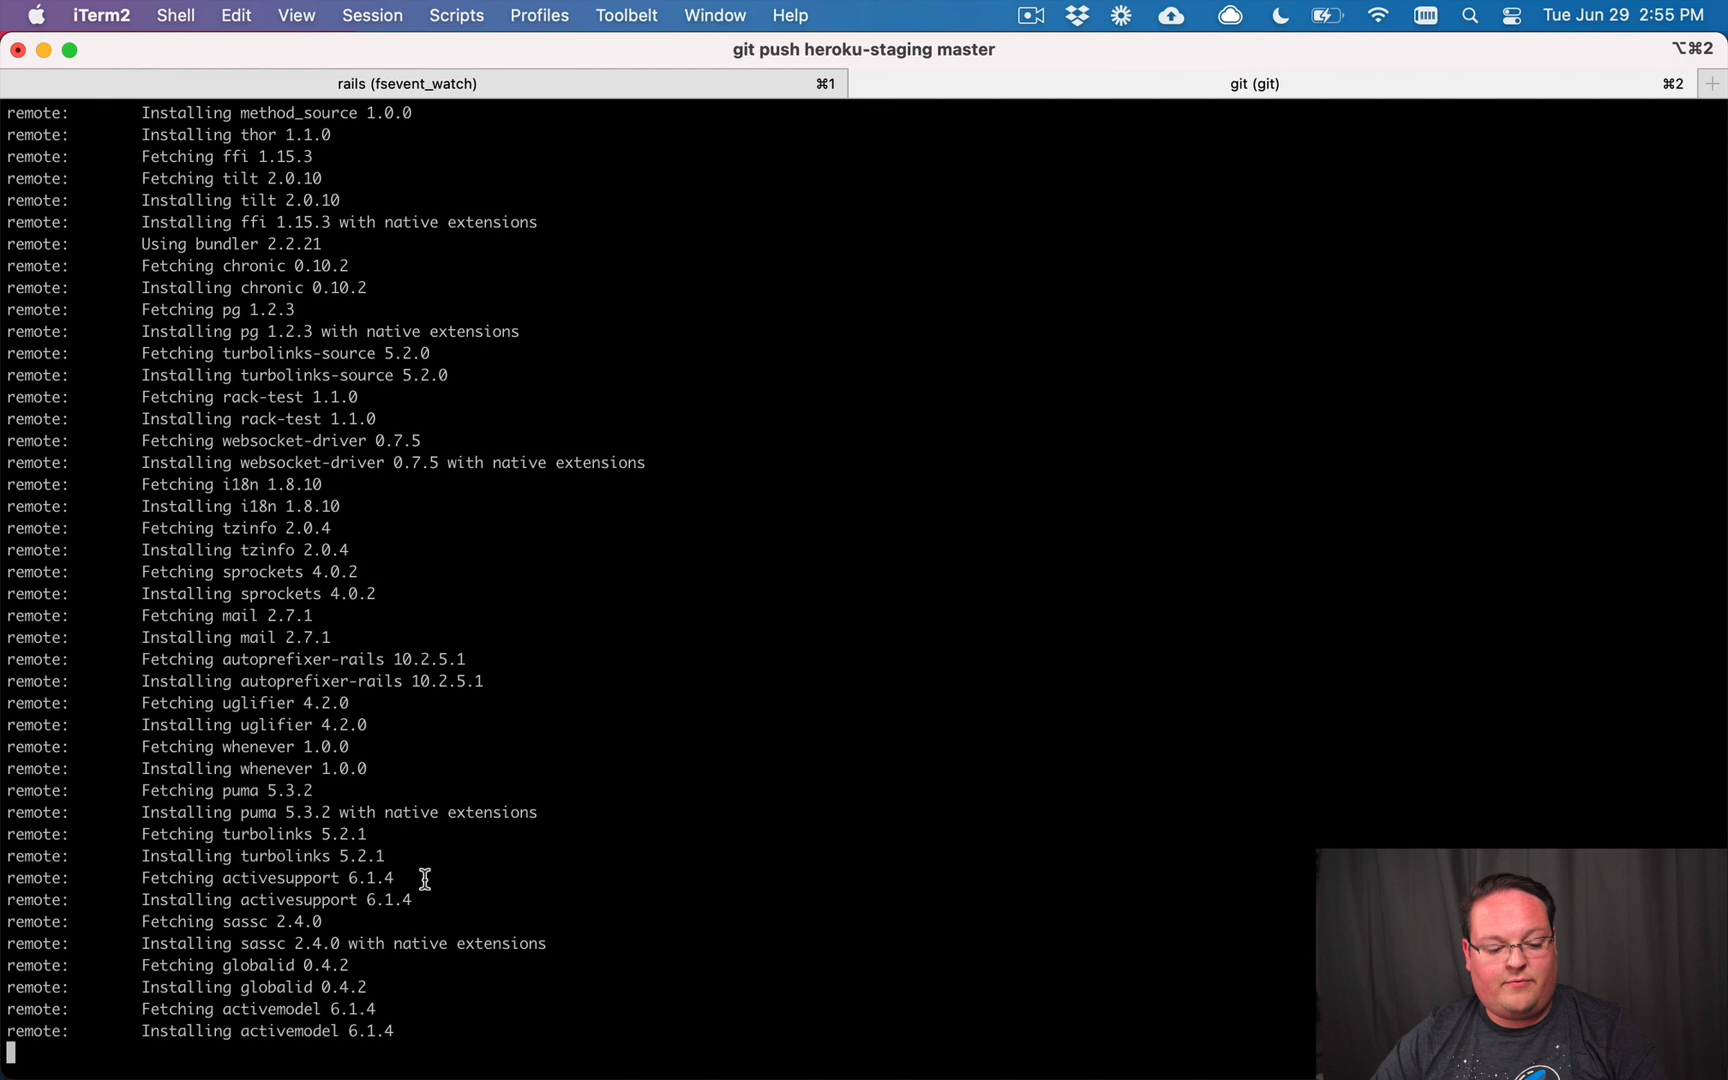 iTerm2 Shell Edit View Session Scripts Profiles Toolbelt Window Help Tue Jun 29 2:55 PM
git push heroku-staging master ⌥⌘2
rails (fsevent_watch) ⌘1 git (git) ⌘2 +
remote: Installing method_source 1.0.0
remote: Installing thor 1.1.0
remote: Fetching ffi 1.15.3
remote: Fetching tilt 2.0.10
remote: Installing tilt 2.0.10
remote: Installing ffi 1.15.3 with native extensions
remote: Using bundler 2.2.21
remote: Fetching chronic 0.10.2
remote: Installing chronic 0.10.2
remote: Fetching pg 1.2.3
remote: Installing pg 1.2.3 with native extensions
remote: Fetching turbolinks-source 5.2.0
remote: Installing turbolinks-source 5.2.0
remote: Fetching rack-test 1.1.0
remote: Installing rack-test 1.1.0
remote: Fetching websocket-driver 0.7.5
remote: Installing websocket-driver 0.7.5 with native extensions
remote: Fetching i18n 1.8.10
remote: Installing i18n 1.8.10
remote: Fetching tzinfo 2.0.4
remote: Installing tzinfo 2.0.4
remote: Fetching sprockets 4.0.2
remote: Installing sprockets 4.0.2
remote: Fetching mail 2.7.1
remote: Installing mail 2.7.1
remote: Fetching autoprefixer-rails 10.2.5.1
remote: Installing autoprefixer-rails 10.2.5.1
remote: Fetching uglifier 4.2.0
remote: Installing uglifier 4.2.0
remote: Fetching whenever 1.0.0
remote: Installing whenever 1.0.0
remote: Fetching puma 5.3.2
remote: Installing puma 5.3.2 with native extensions
remote: Fetching turbolinks 5.2.1
remote: Installing turbolinks 5.2.1
remote: Fetching activesupport 6.1.4
remote: Installing activesupport 6.1.4
remote: Fetching sassc 2.4.0
remote: Installing sassc 2.4.0 with native extensions
remote: Fetching globalid 0.4.2
remote: Installing globalid 0.4.2
remote: Fetching activemodel 6.1.4
remote: Installing activemodel 6.1.4